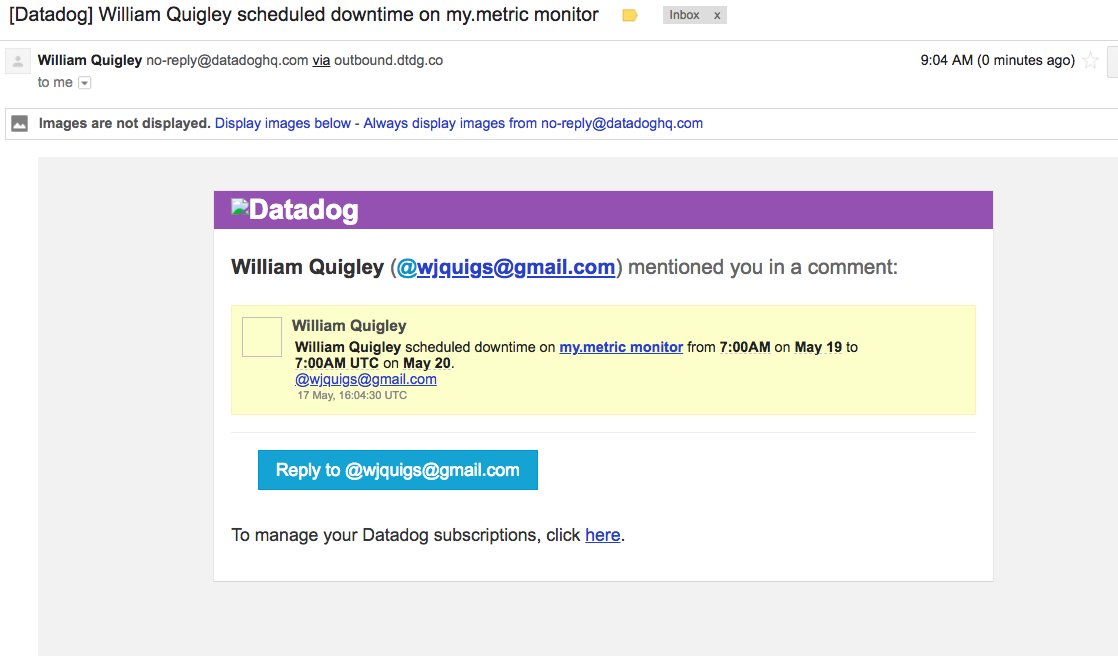 [Datadog] William Quigley scheduled downtime on my.metric monitor Inbox x
William Quigley no-reply@datadoghq.com via outbound.dtdg.co 9:04 AM (0 minutes ago)
to me
Images are not displayed. Display images below - Always display images from no-reply@datadoghq.com
Datadog
William Quigley (@wjquigs@gmail.com) mentioned you in a comment:
William Quigley
William Quigley scheduled downtime on my.metric monitor from 7:00AM on May 19 to
7:00AM UTC on May 20.
@wjquigs@gmail.com
17 May, 16:04:30 UTC
Reply to @wjquigs@gmail.com
To manage your Datadog subscriptions, click here.